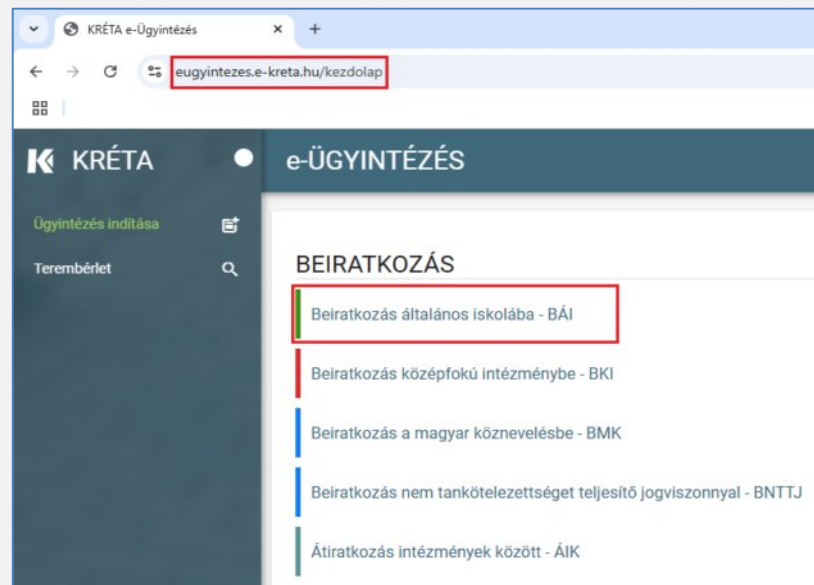 KRÉTA e-Ügyintézés
eugyintezes.e-kreta.hu/kezdolap
KRÉTA
e-ÜGYINTÉZÉS
Ügyintézés indítása
Terembérlet
BEIRATKOZÁS
Beiratkozás általános iskolába - BÁI
Beiratkozás középfokú intézménybe - BKI
Beiratkozás a magyar köznevelésbe - BMK
Beiratkozás nem tankötelezettséget teljesítő jogviszonnyal - BNTTJ
Átiratkozás intézmények között - ÁIK